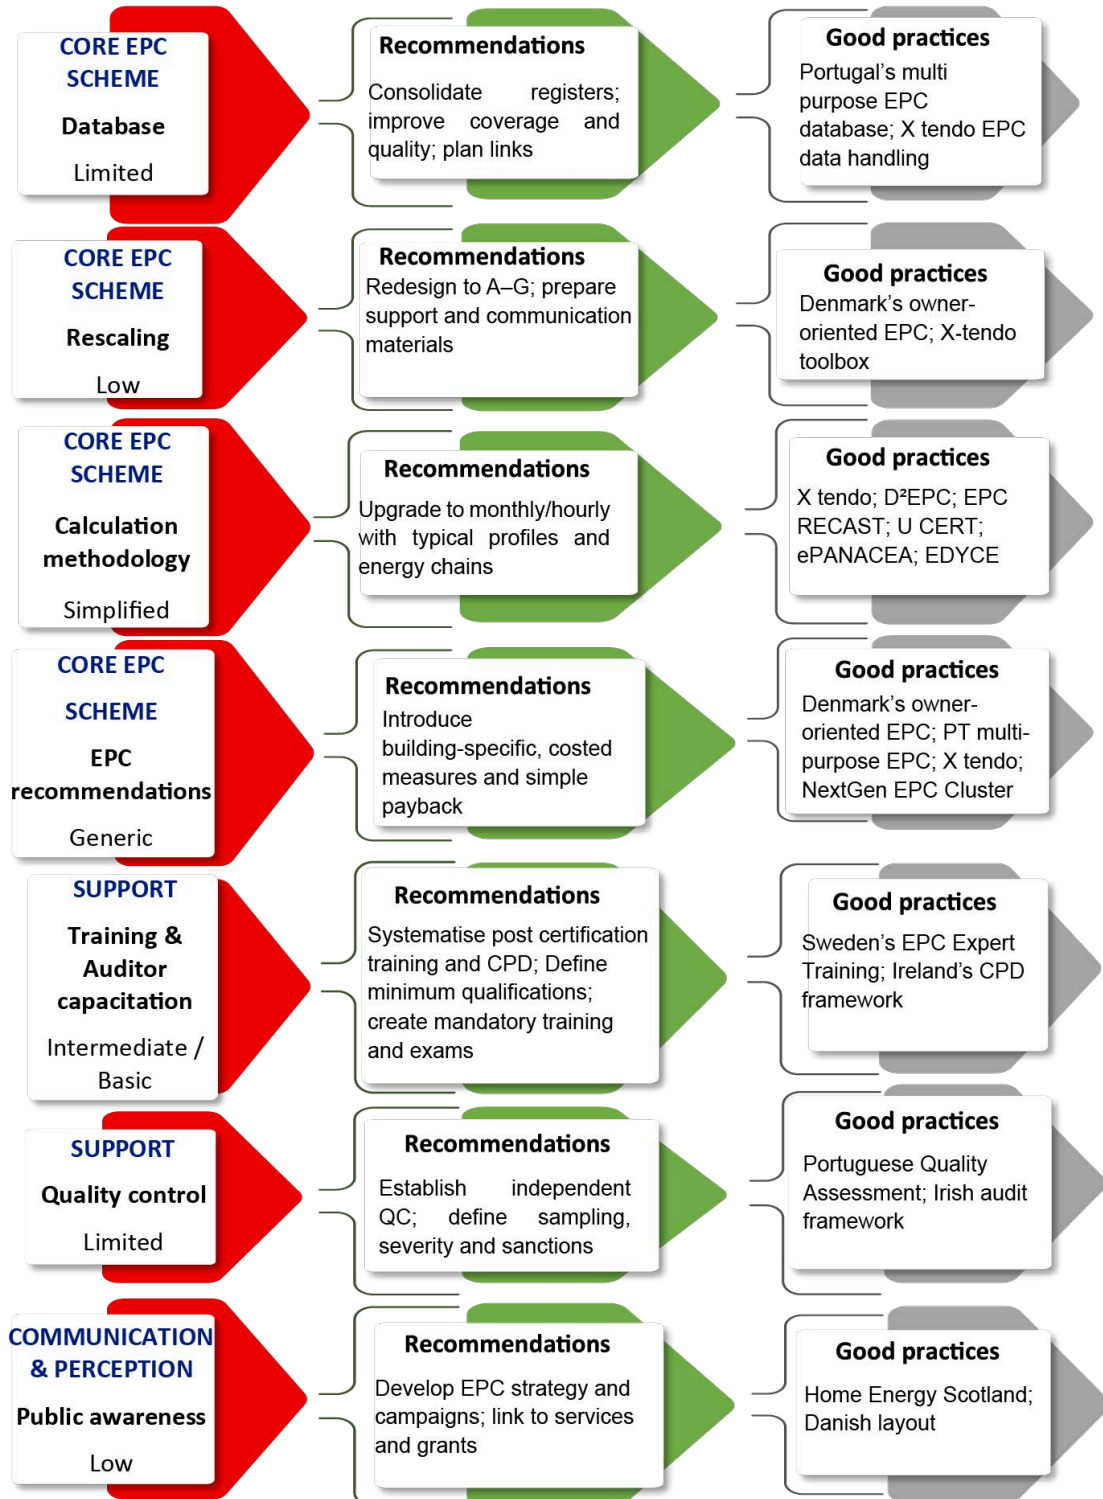 CORE EPC
SCHEME
Database
Limited
Recommendations
Consolidate registers;
improve coverage and
quality; plan links
Good practices
Portugal's multi
purpose EPC
database; X tendo EPC
data handling
CORE EPC
SCHEME
Rescaling
Low
Recommendations
Redesign to A–G; prepare
support and communication
materials
Good practices
Denmark's owner-
oriented EPC; X-tendo
toolbox
CORE EPC
SCHEME
Calculation
methodology
Simplified
Recommendations
Upgrade to monthly/hourly
with typical profiles and
energy chains
Good practices
X tendo; D²EPC; EPC
RECAST; U CERT;
ePANACEA; EDYCE
CORE EPC
SCHEME
EPC
recommendations
Generic
Recommendations
Introduce
building-specific, costed
measures and simple
payback
Good practices
Denmark's owner-
oriented EPC; PT multi-
purpose EPC; X tendo;
NextGen EPC Cluster
SUPPORT
Training &
Auditor
capacitation
Intermediate /
Basic
Recommendations
Systematise post certification
training and CPD; Define
minimum qualifications;
create mandatory training
and exams
Good practices
Sweden's EPC Expert
Training; Ireland's CPD
framework
SUPPORT
Quality control
Limited
Recommendations
Establish independent
QC; define sampling,
severity and sanctions
Good practices
Portuguese Quality
Assessment; Irish audit
framework
COMMUNICATION
& PERCEPTION
Public awareness
Low
Recommendations
Develop EPC strategy and
campaigns; link to services
and grants
Good practices
Home Energy Scotland;
Danish layout